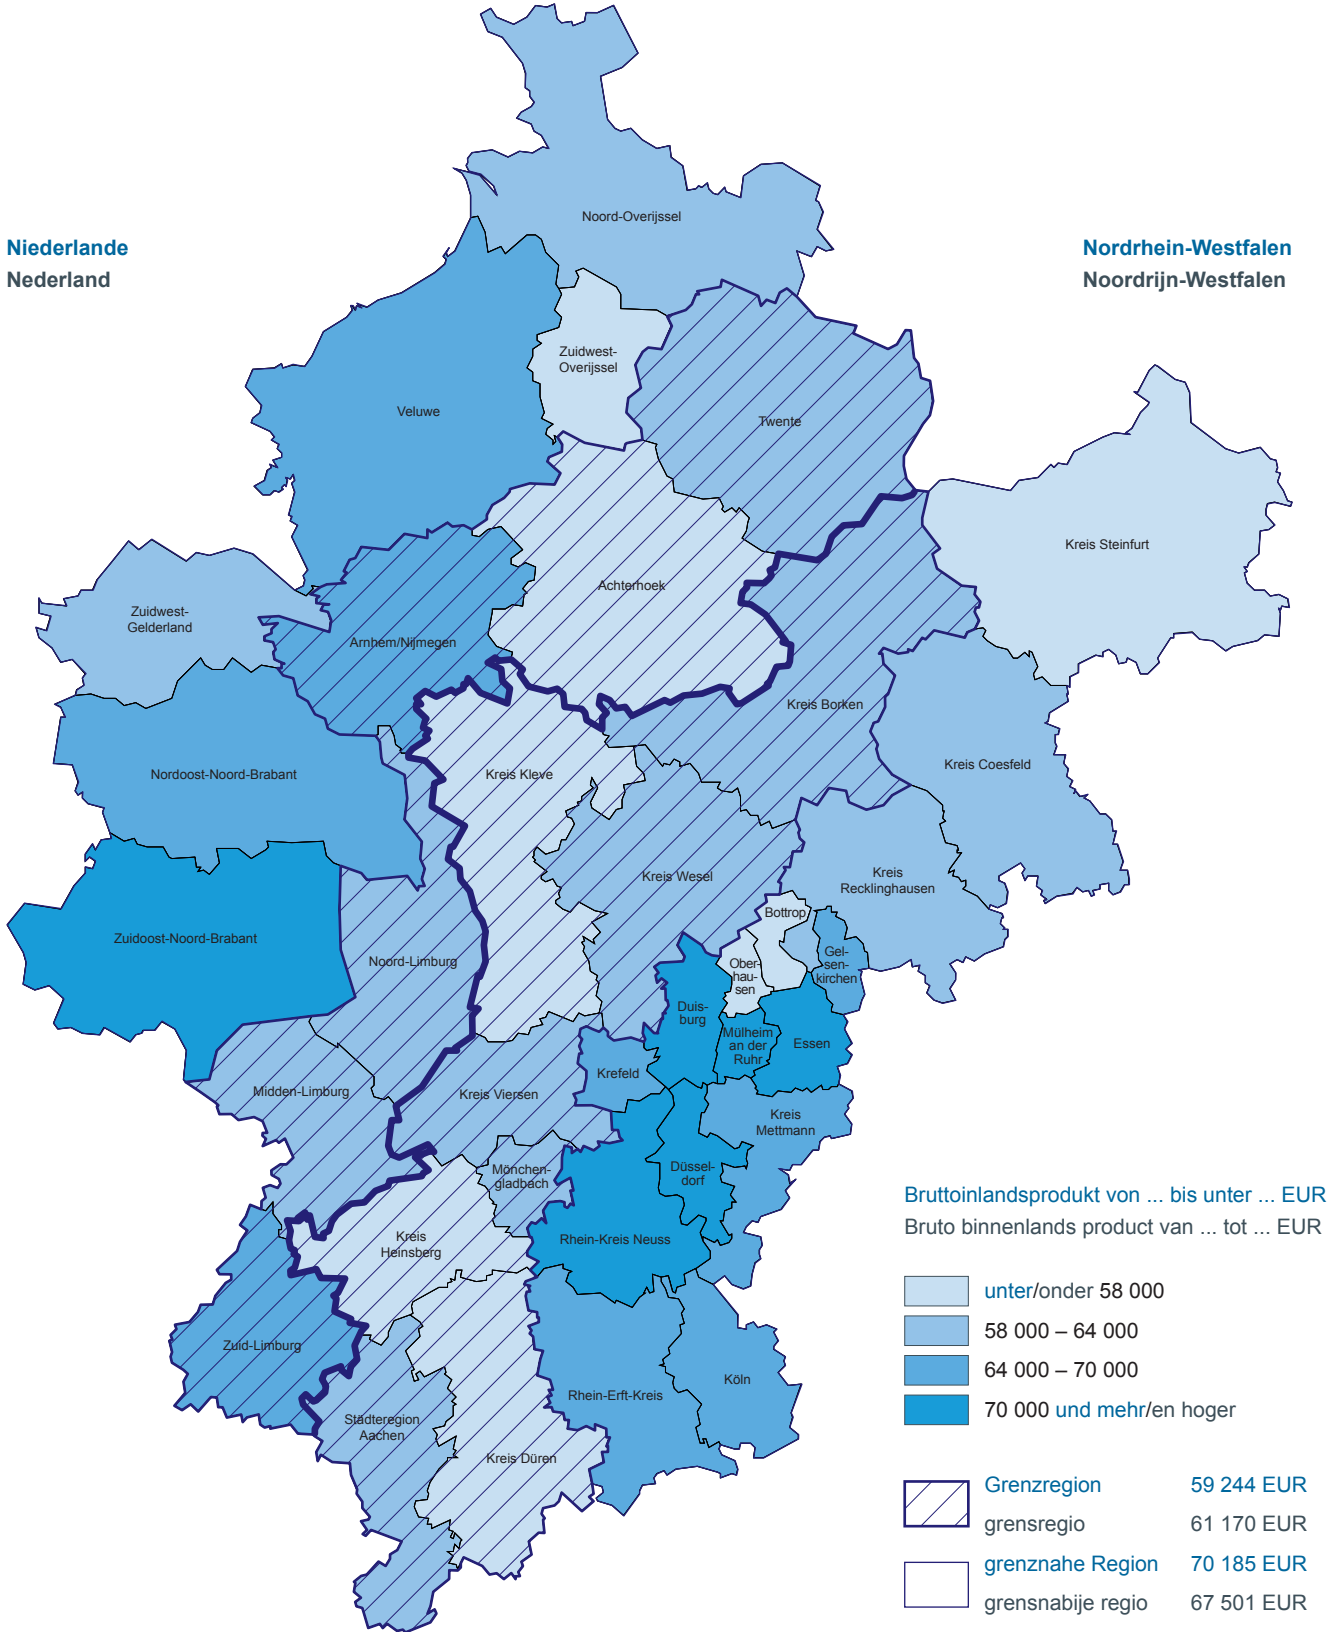 Niederlande
Nederland
Nordrhein-Westfalen
Noordrijn-Westfalen
Noord-Overijssel
Zuidwest-
Overijssel
Veluwe
Twente
Kreis Steinfurt
Achterhoek
Zuidwest-
Gelderland
Arnhem/Nijmegen
Kreis Borken
Nordoost-Noord-Brabant
Kreis Kleve
Kreis Coesfeld
Kreis Wesel
Kreis
Recklinghausen
Bottrop
Zuidoost-Noord-Brabant
Noord-Limburg
Ober-
hau-
sen
Gel-
sen-
kirchen
Duis-
burg
Mülheim
an der
Ruhr
Essen
Krefeld
Midden-Limburg
Kreis Viersen
Kreis
Mettmann
Mönchen-
gladbach
Düssel-
dorf
Kreis
Heinsberg
Rhein-Kreis Neuss
Zuid-Limburg
Köln
Rhein-Erft-Kreis
Städteregion
Aachen
Kreis Düren
Bruttoinlandsprodukt von ... bis unter ... EUR
Bruto binnenlands product van ... tot ... EUR
unter/onder 58 000
58 000 – 64 000
64 000 – 70 000
70 000 und mehr/en hoger
Grenzregion 59 244 EUR
grensregio 61 170 EUR
grenznahe Region 70 185 EUR
grensnabije regio 67 501 EUR